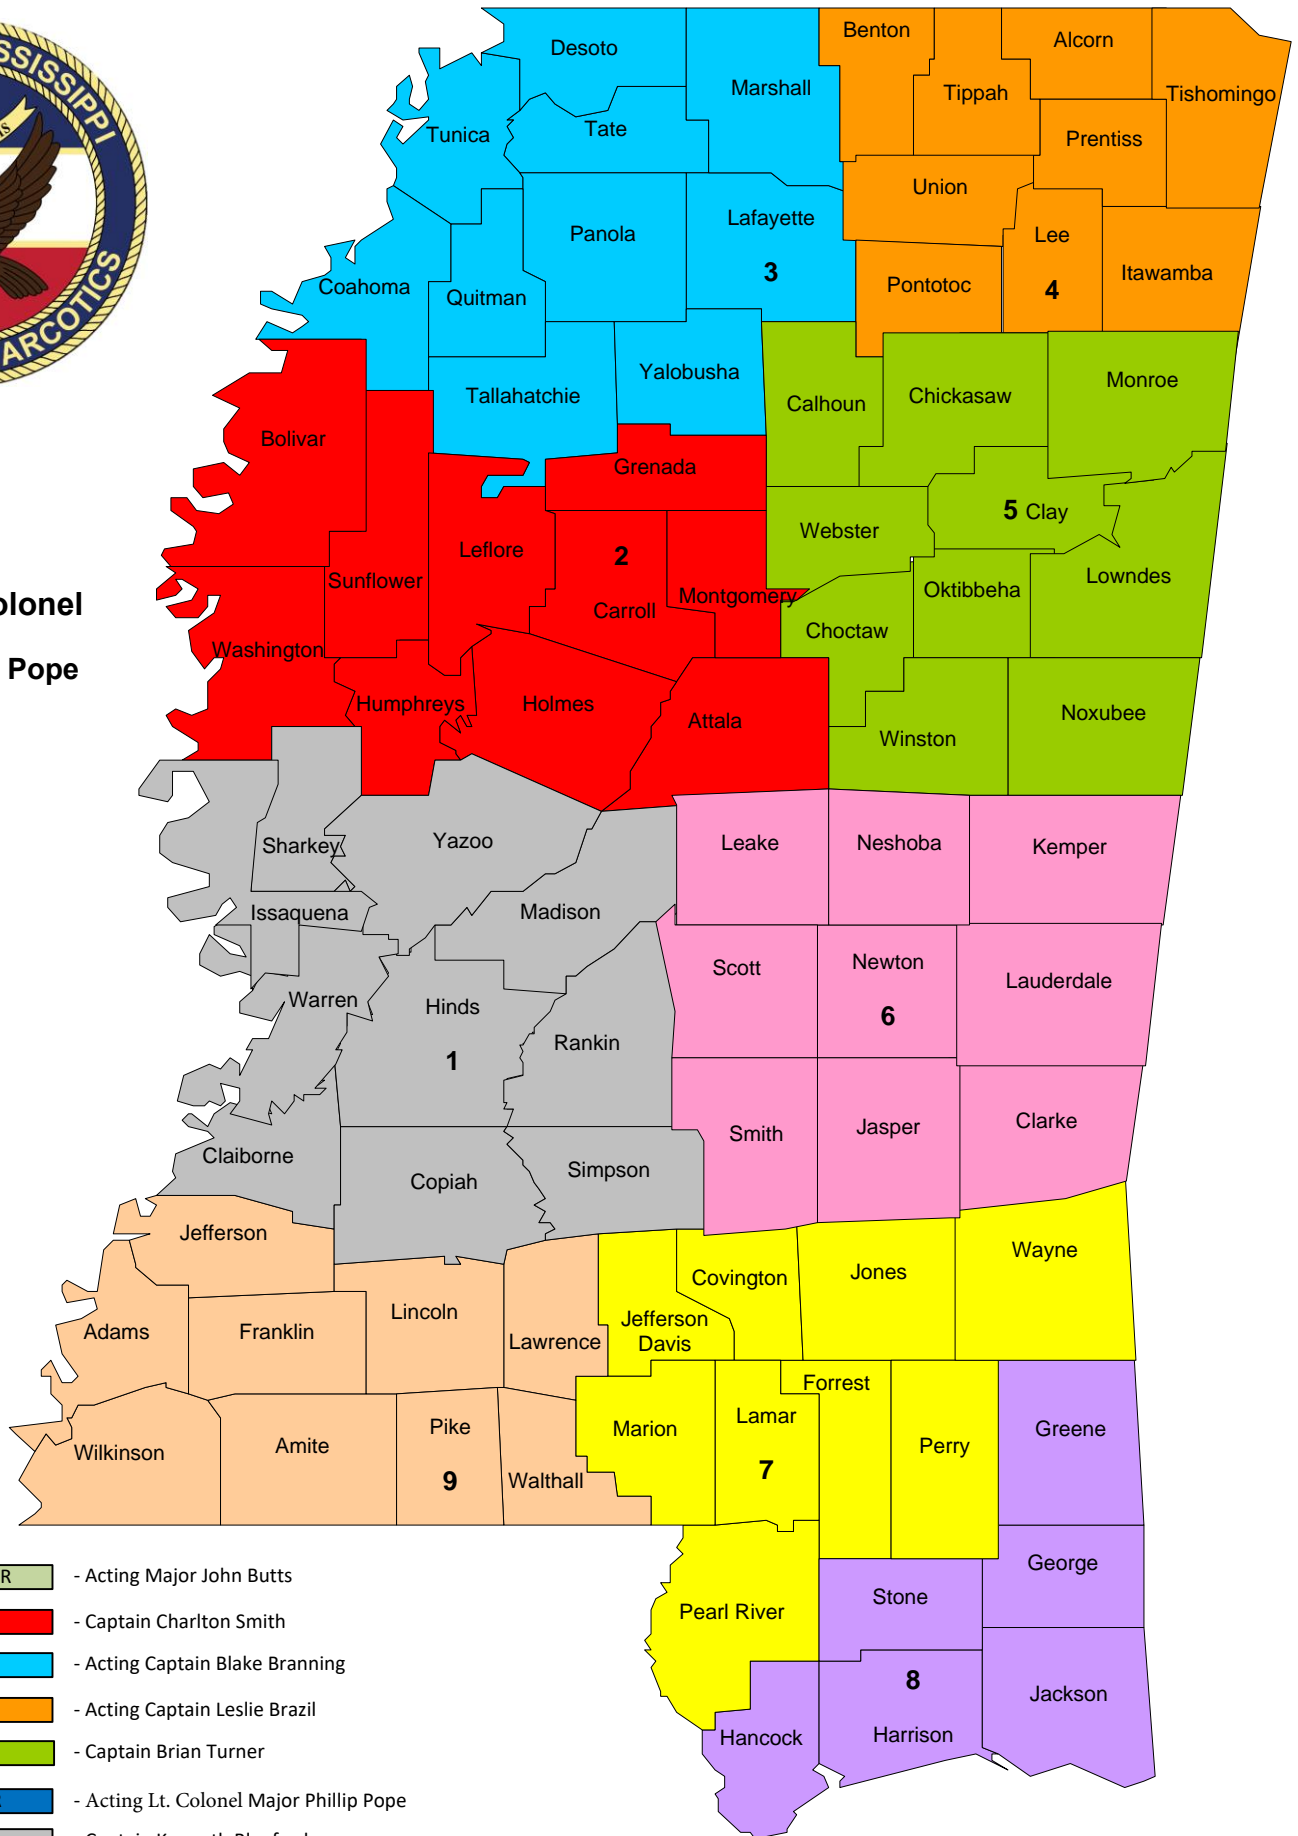 SSISSIPPI
ARCOTICS
Benton
Alcorn
Desoto
Marshall
Tippah
Tishomingo
Tunica
Tate
Prentiss
Union
Lafayette
Panola
Lee
3
Itawamba
Coahoma
Quitman
Pontotoc
4
Yalobusha
Monroe
Tallahatchie
Calhoun
Chickasaw
Bolivar
Grenada
5 Clay
Webster
Leflore
2
Sunflower
Lowndes
Oktibbeha
Montgomery
olonel
Carroll
Choctaw
Washington
Pope
Humphreys
Holmes
Attala
Noxubee
Winston
Sharkey
Yazoo
Leake
Neshoba
Kemper
Issaquena
Madison
Scott
Newton
Lauderdale
Warren
Hinds
6
Rankin
1
Clarke
Smith
Jasper
Claiborne
Simpson
Copiah
Jefferson
Wayne
Covington
Jones
Lincoln
Jefferson
Davis
Adams
Franklin
Lawrence
Forrest
Lamar
Pike
Marion
Greene
Wilkinson
Amite
Perry
7
9
Walthall
George
Stone
Pearl River
8
Jackson
Hancock
Harrison
R - Acting Major John Butts
- Captain Charlton Smith
- Acting Captain Blake Branning
- Acting Captain Leslie Brazil
- Captain Brian Turner
- Acting Lt. Colonel Major Phillip Pope